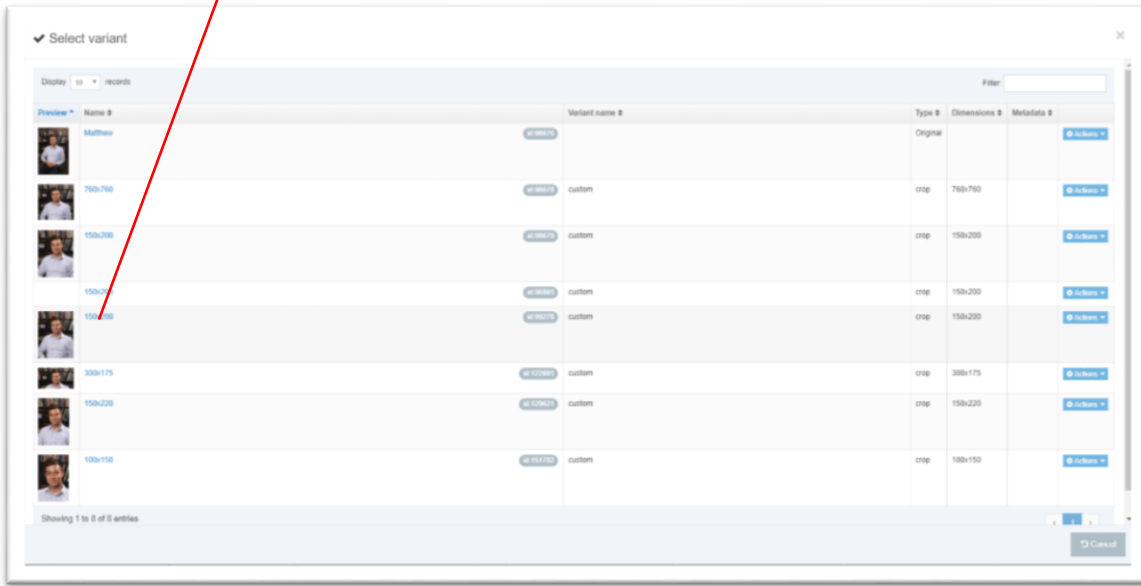 Select variant ×
Display 10 records Filter:
Preview Name Variant name Type Dimensions Metadata
Matthew Original Actions
760x760 custom crop 760x760 Actions
150x200 custom crop 150x200 Actions
150x200 custom crop 150x200 Actions
150x200 custom crop 150x200 Actions
300x175 custom crop 300x175 Actions
150x220 custom crop 150x220 Actions
100x150 custom crop 100x150 Actions
Showing 1 to 8 of 8 entries ‹ 1 ›
Cancel